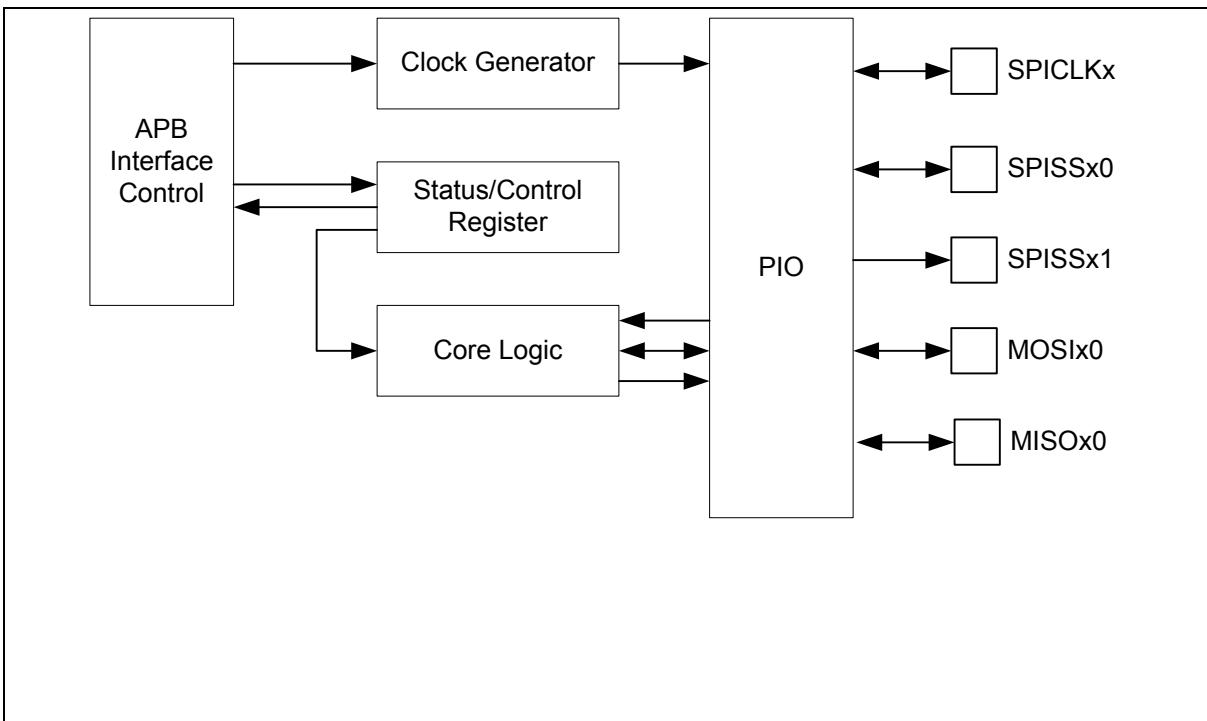 APB
Interface
Control
Clock Generator
Status/Control
Register
Core Logic
PIO
SPICLKx
SPISSx0
SPISSx1
MOSIx0
MISOx0